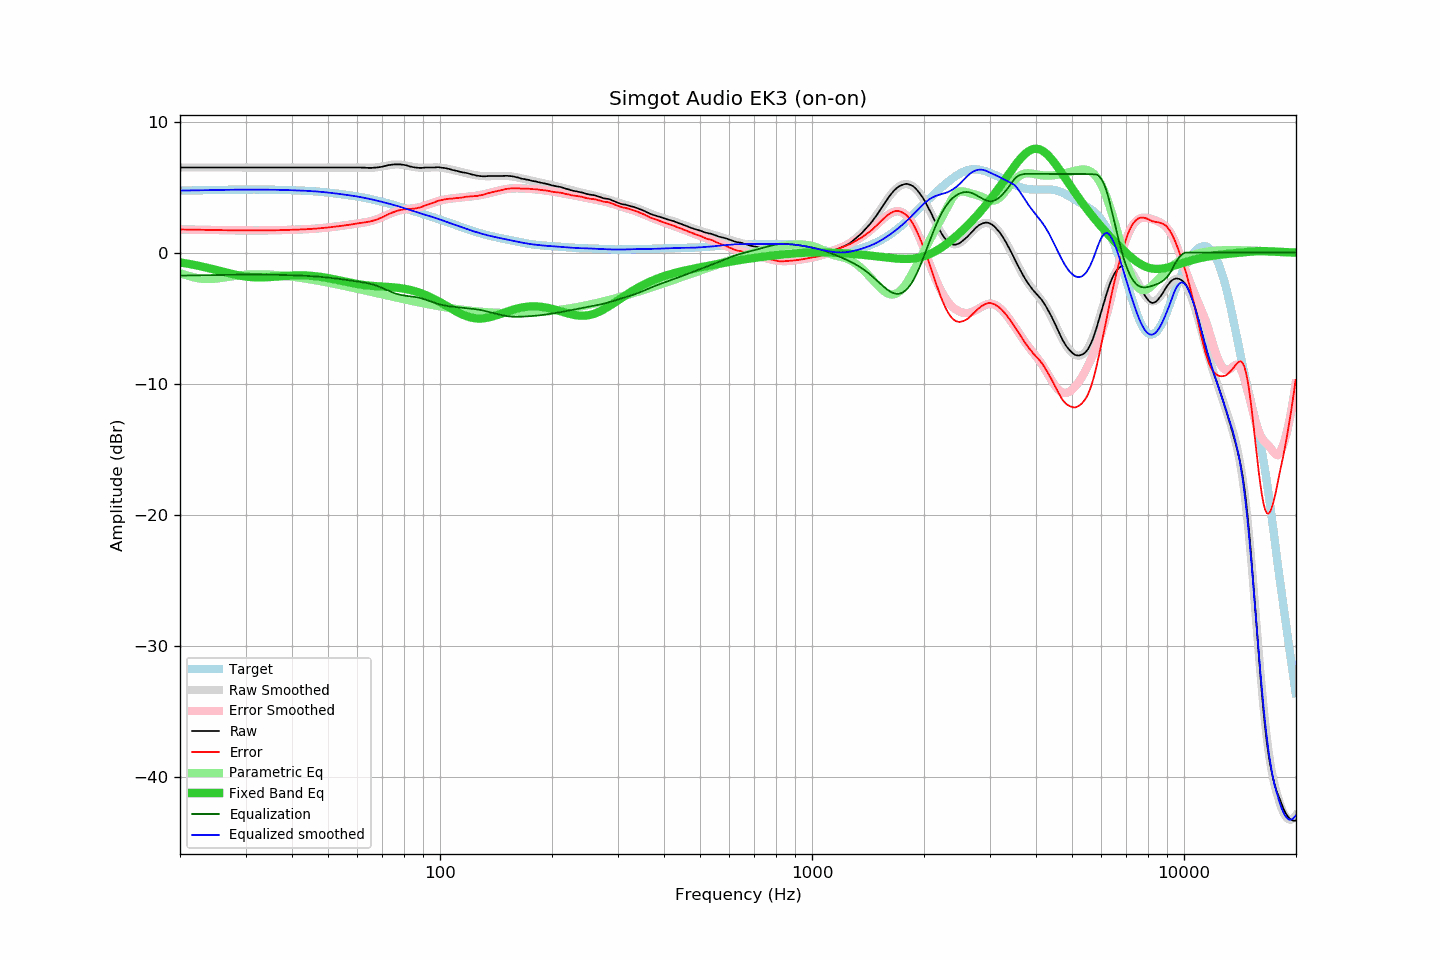 Simgot Audio EK3 (on-on)
10
0
−10
−20
−30
−40
Amplitude (dBr)
Target
Raw Smoothed
Error Smoothed
Raw
Error
Parametric Eq
Fixed Band Eq
Equalization
Equalized smoothed
100 1000 10000
Frequency (Hz)